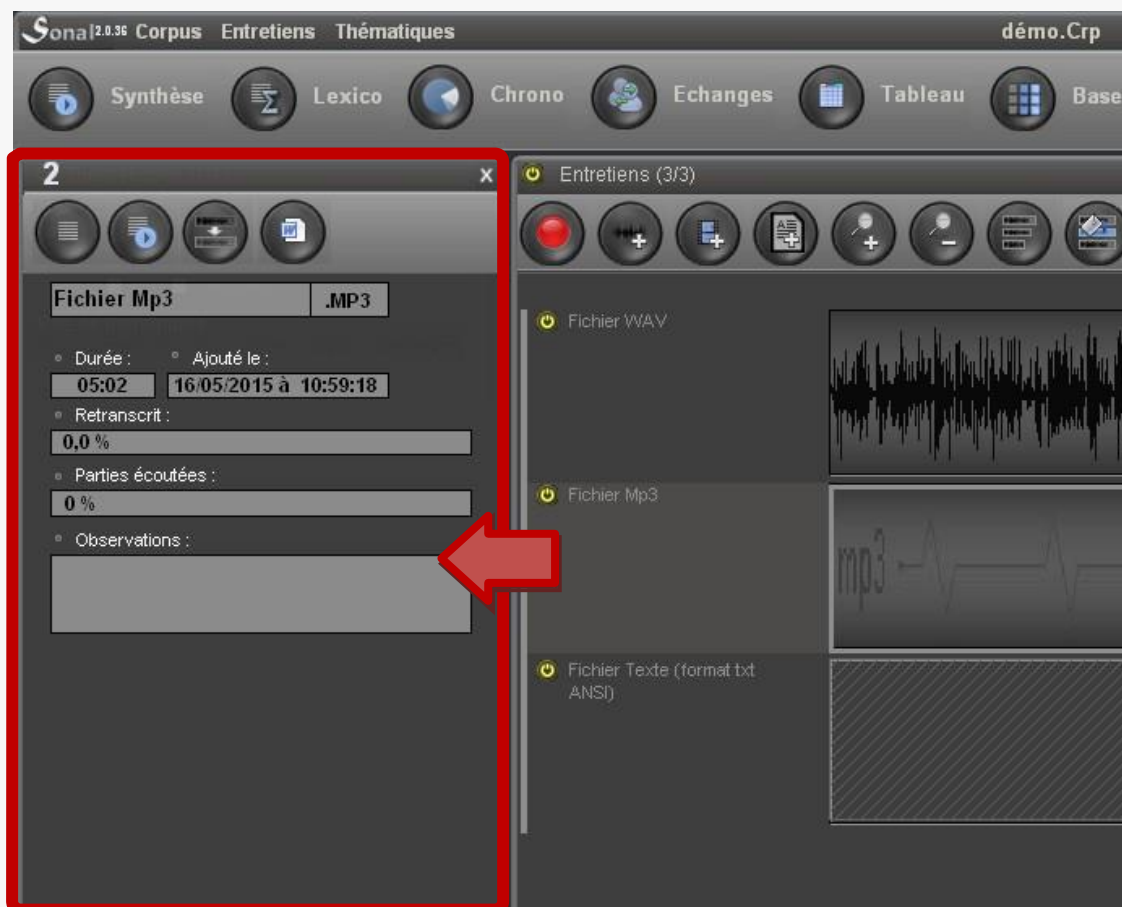 Sonal 2.0.36 Corpus Entretiens Thématiques démo.Crp
Synthèse Lexico Chrono Echanges Tableau Base
2 x
Fichier Mp3 .MP3
Durée : Ajouté le :
05:02 16/05/2015 à 10:59:18
Retranscrit :
0,0 %
Parties écoutées :
0 %
Observations :
Entretiens (3/3)
Fichier WAV
Fichier Mp3
mp3
Fichier Texte (format txt
ANSI)